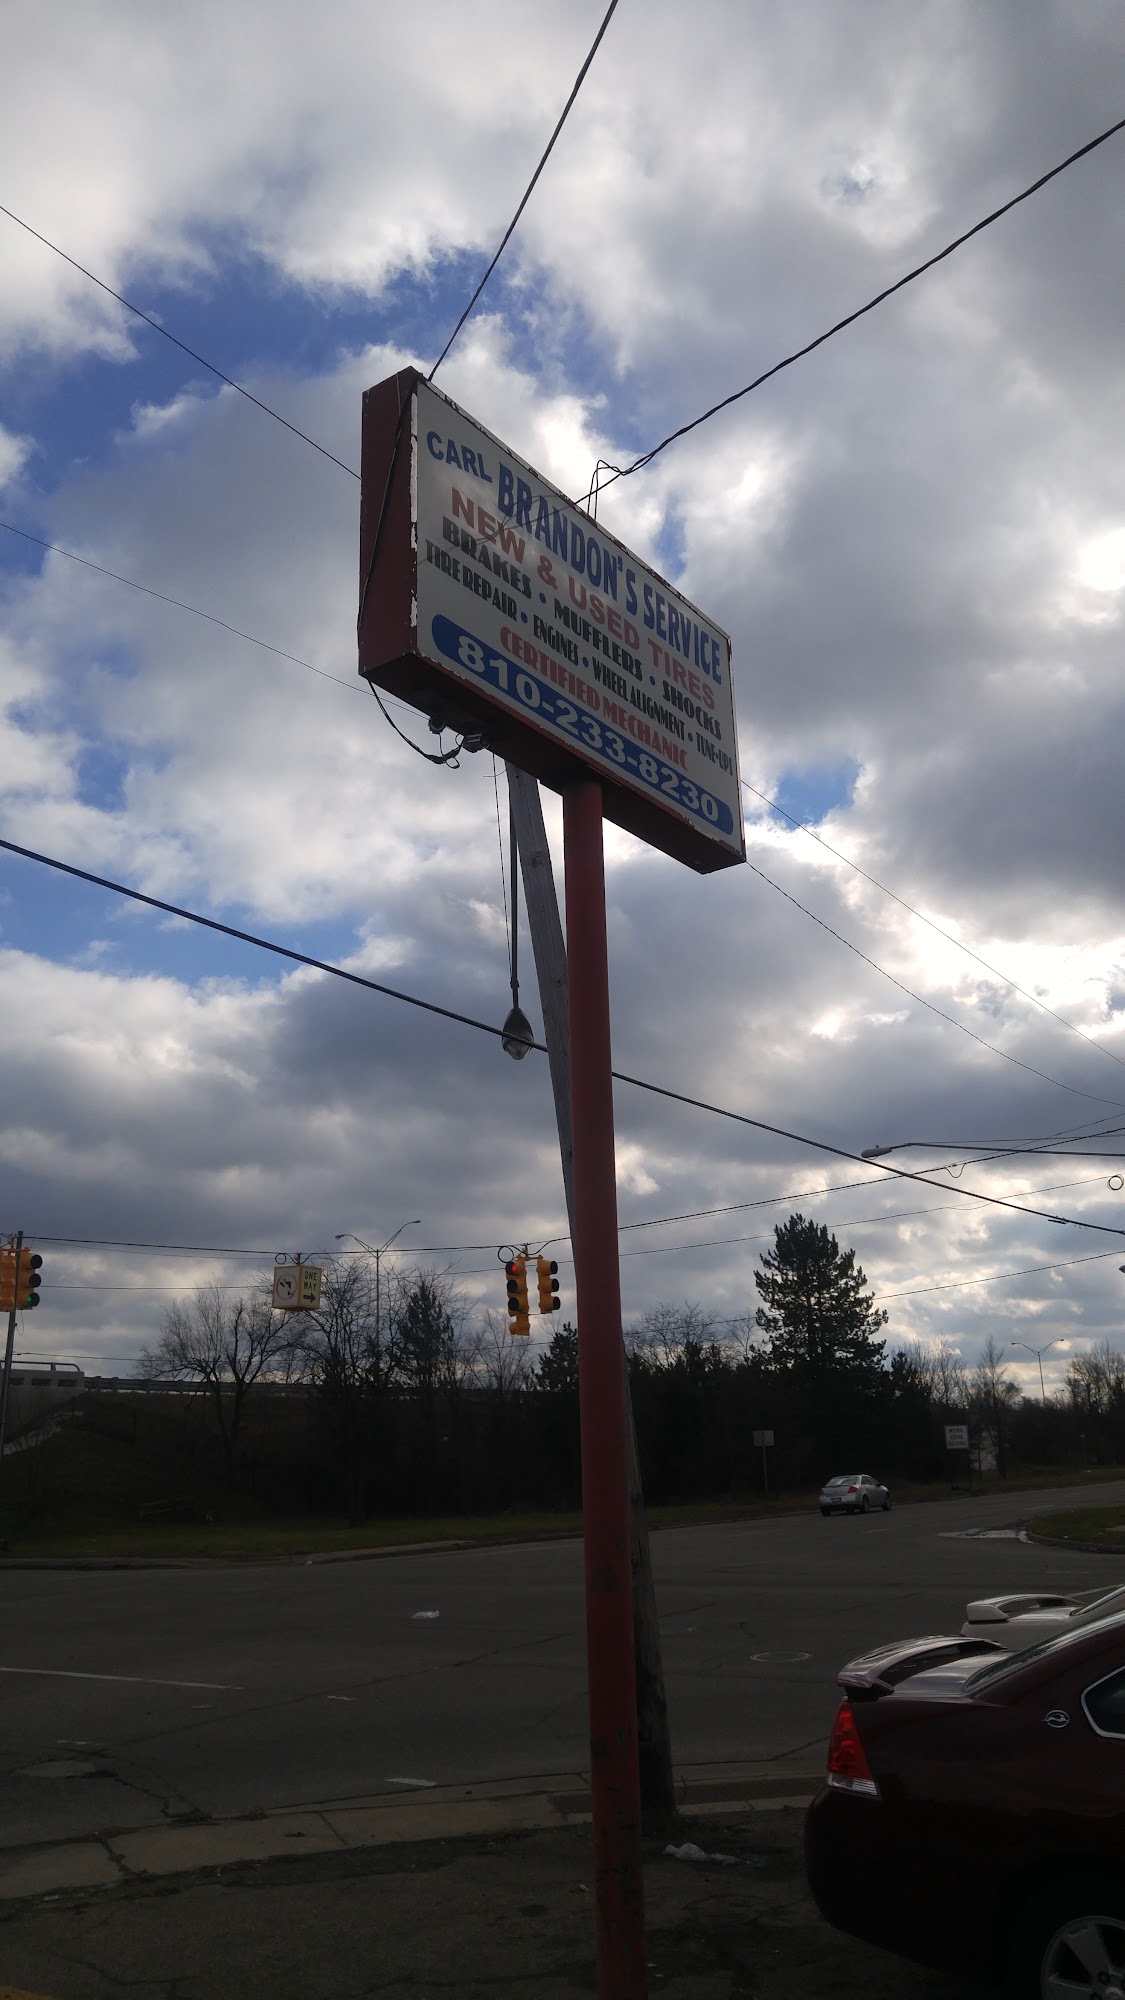 CARL BRANDON'S SERVICE
NEW & USED TIRES
BRAKES • MUFFLERS • SHOCKS
TIRE REPAIR • ENGINES • WHEEL ALIGNMENT • TUNE-UPS
CERTIFIED MECHANIC
810-233-8230
ONE
WAY